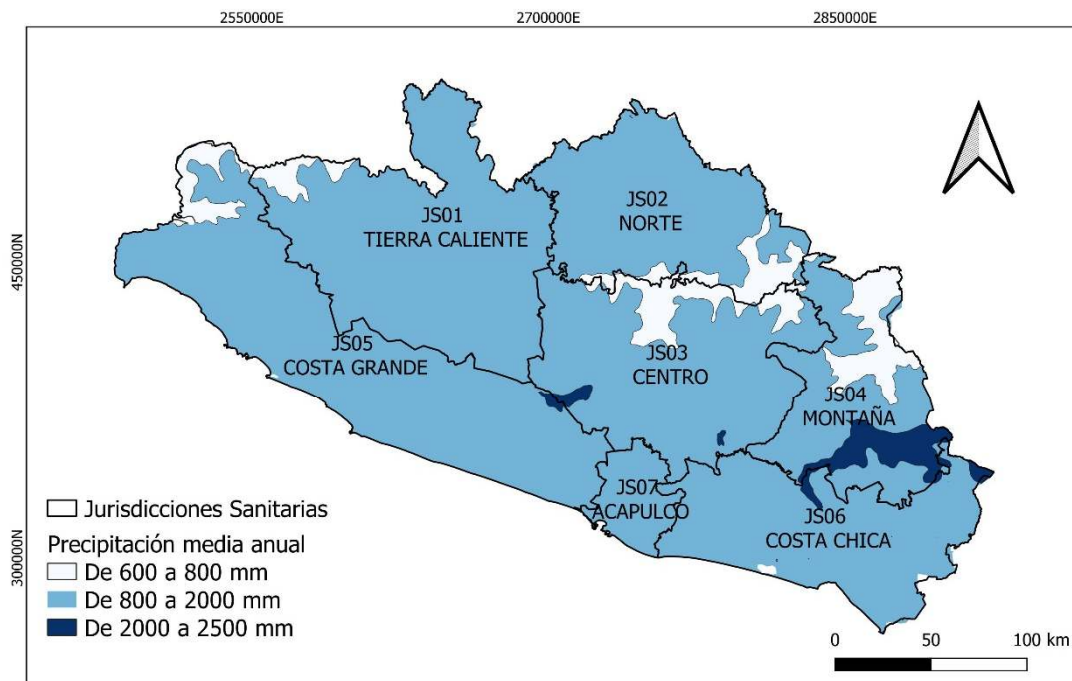 2550000E
2700000E
2850000E
450000N
300000N
JS01
TIERRA CALIENTE
JS02
NORTE
JS05
COSTA GRANDE
JS03
CENTRO
JS04
MONTAÑA
JS07
ACAPULCO
JS06
COSTA CHICA
Jurisdicciones Sanitarias
Precipitación media anual
De 600 a 800 mm
De 800 a 2000 mm
De 2000 a 2500 mm
0 50 100 km